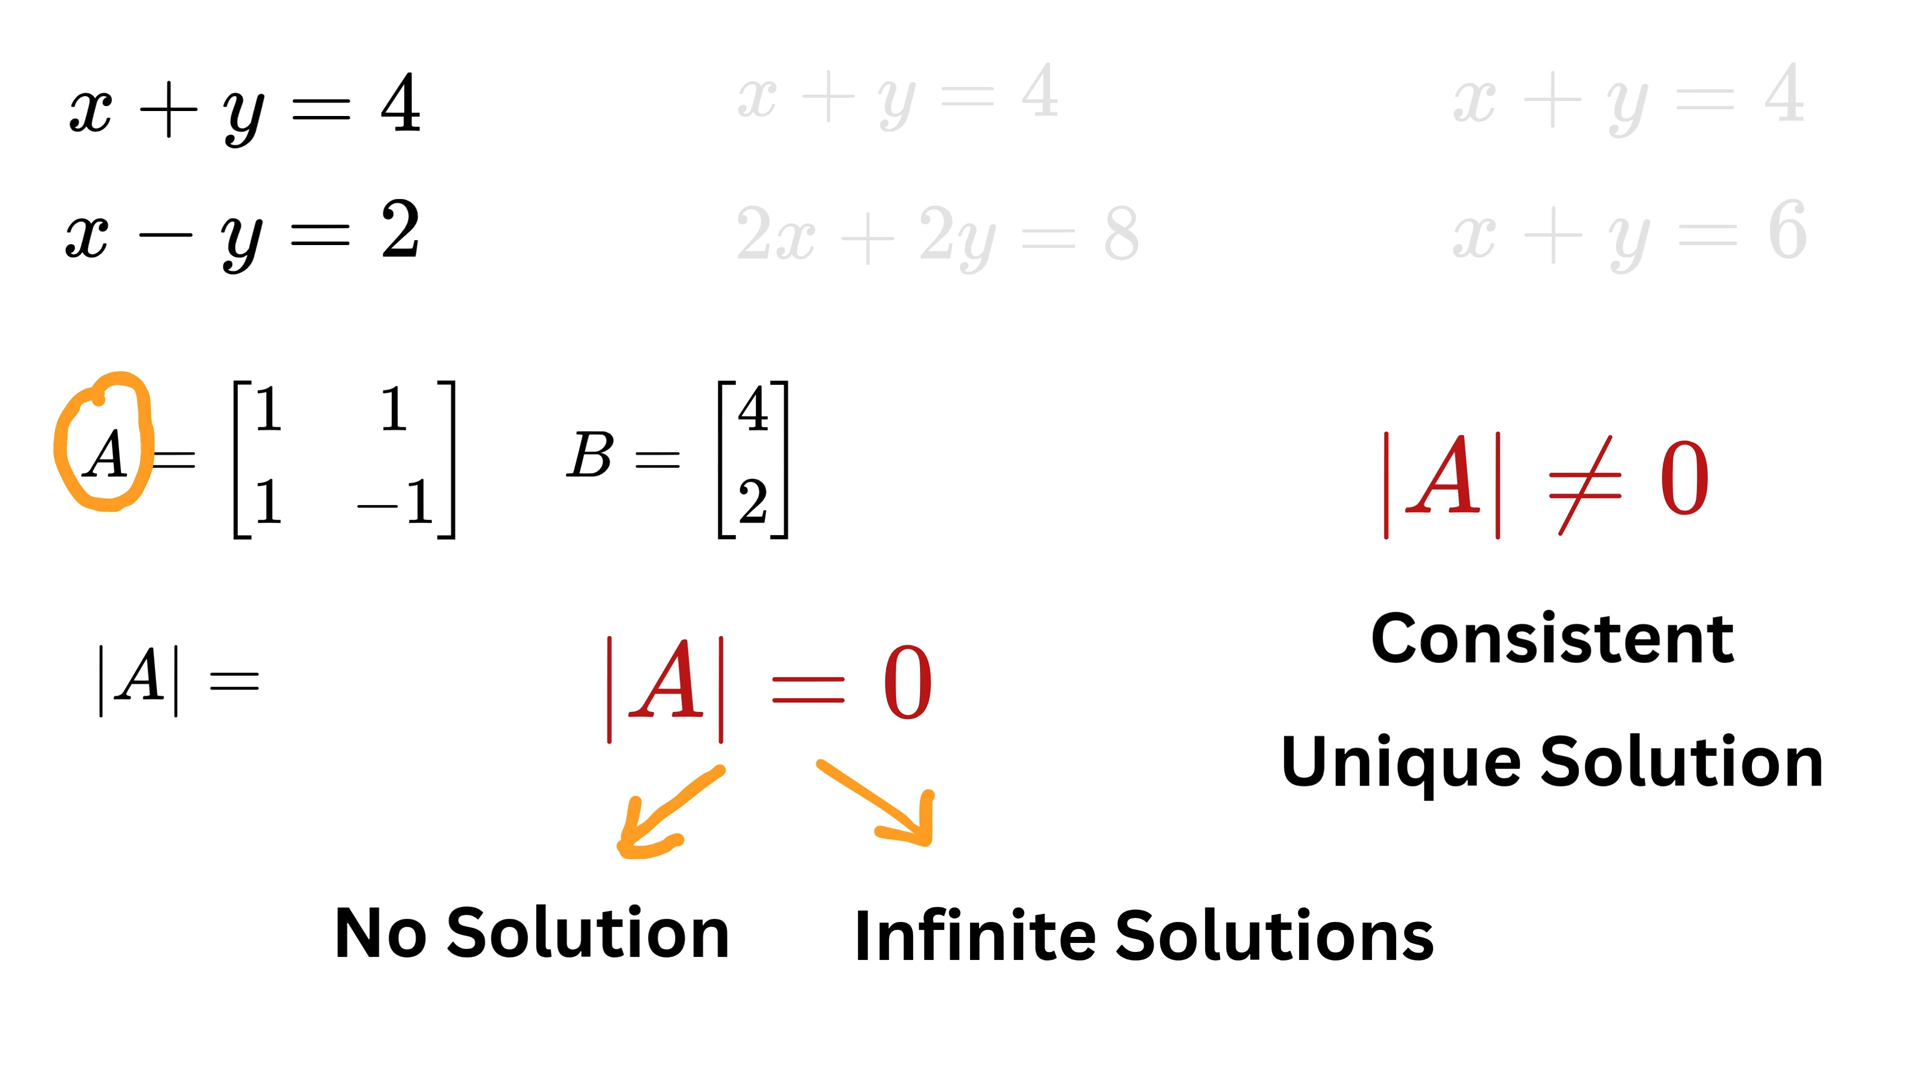 x + y = 4
x − y = 2
x + y = 4
2x + 2y = 8
x + y = 4
x + y = 6
A = [1 1
1 −1]
B = [4
2]
|A| ≠ 0
Consistent
Unique Solution
|A| =
|A| = 0
No Solution
Infinite Solutions